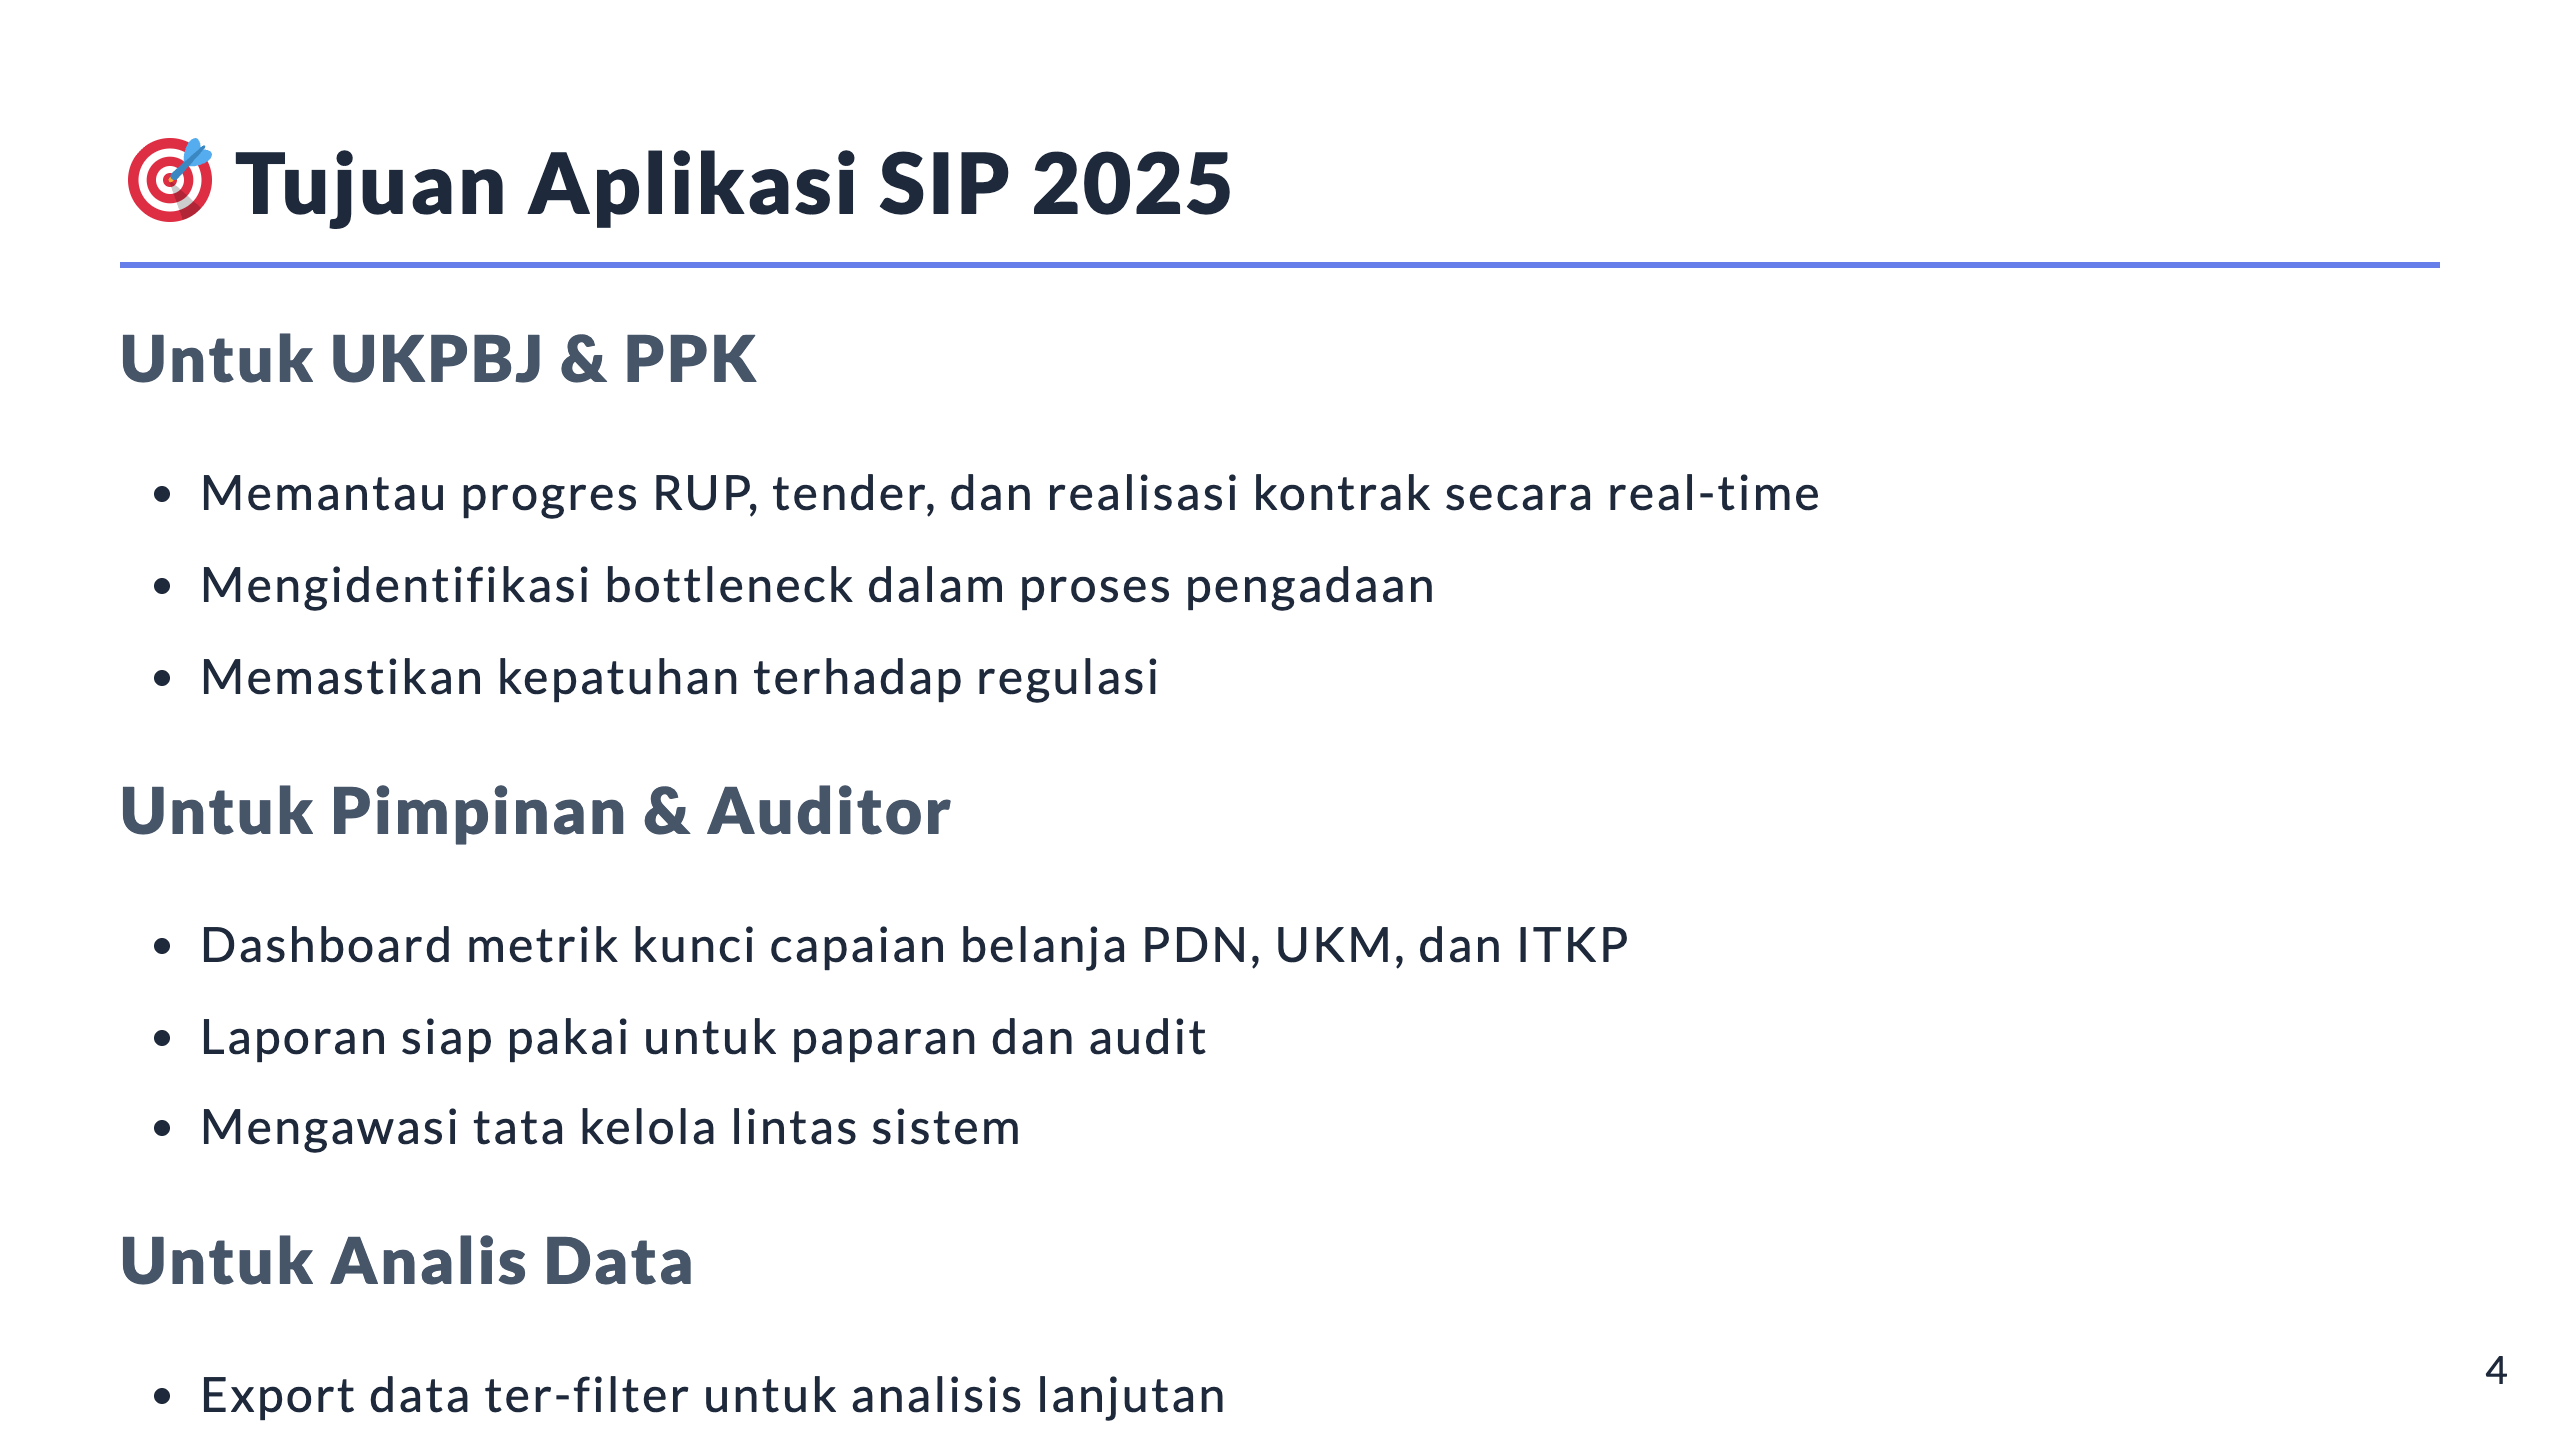 Tujuan Aplikasi SIP 2025
Untuk UKPBJ & PPK
• Memantau progres RUP, tender, dan realisasi kontrak secara real-time
• Mengidentifikasi bottleneck dalam proses pengadaan
• Memastikan kepatuhan terhadap regulasi
Untuk Pimpinan & Auditor
• Dashboard metrik kunci capaian belanja PDN, UKM, dan ITKP
• Laporan siap pakai untuk paparan dan audit
• Mengawasi tata kelola lintas sistem
Untuk Analis Data
• Export data ter-filter untuk analisis lanjutan
4